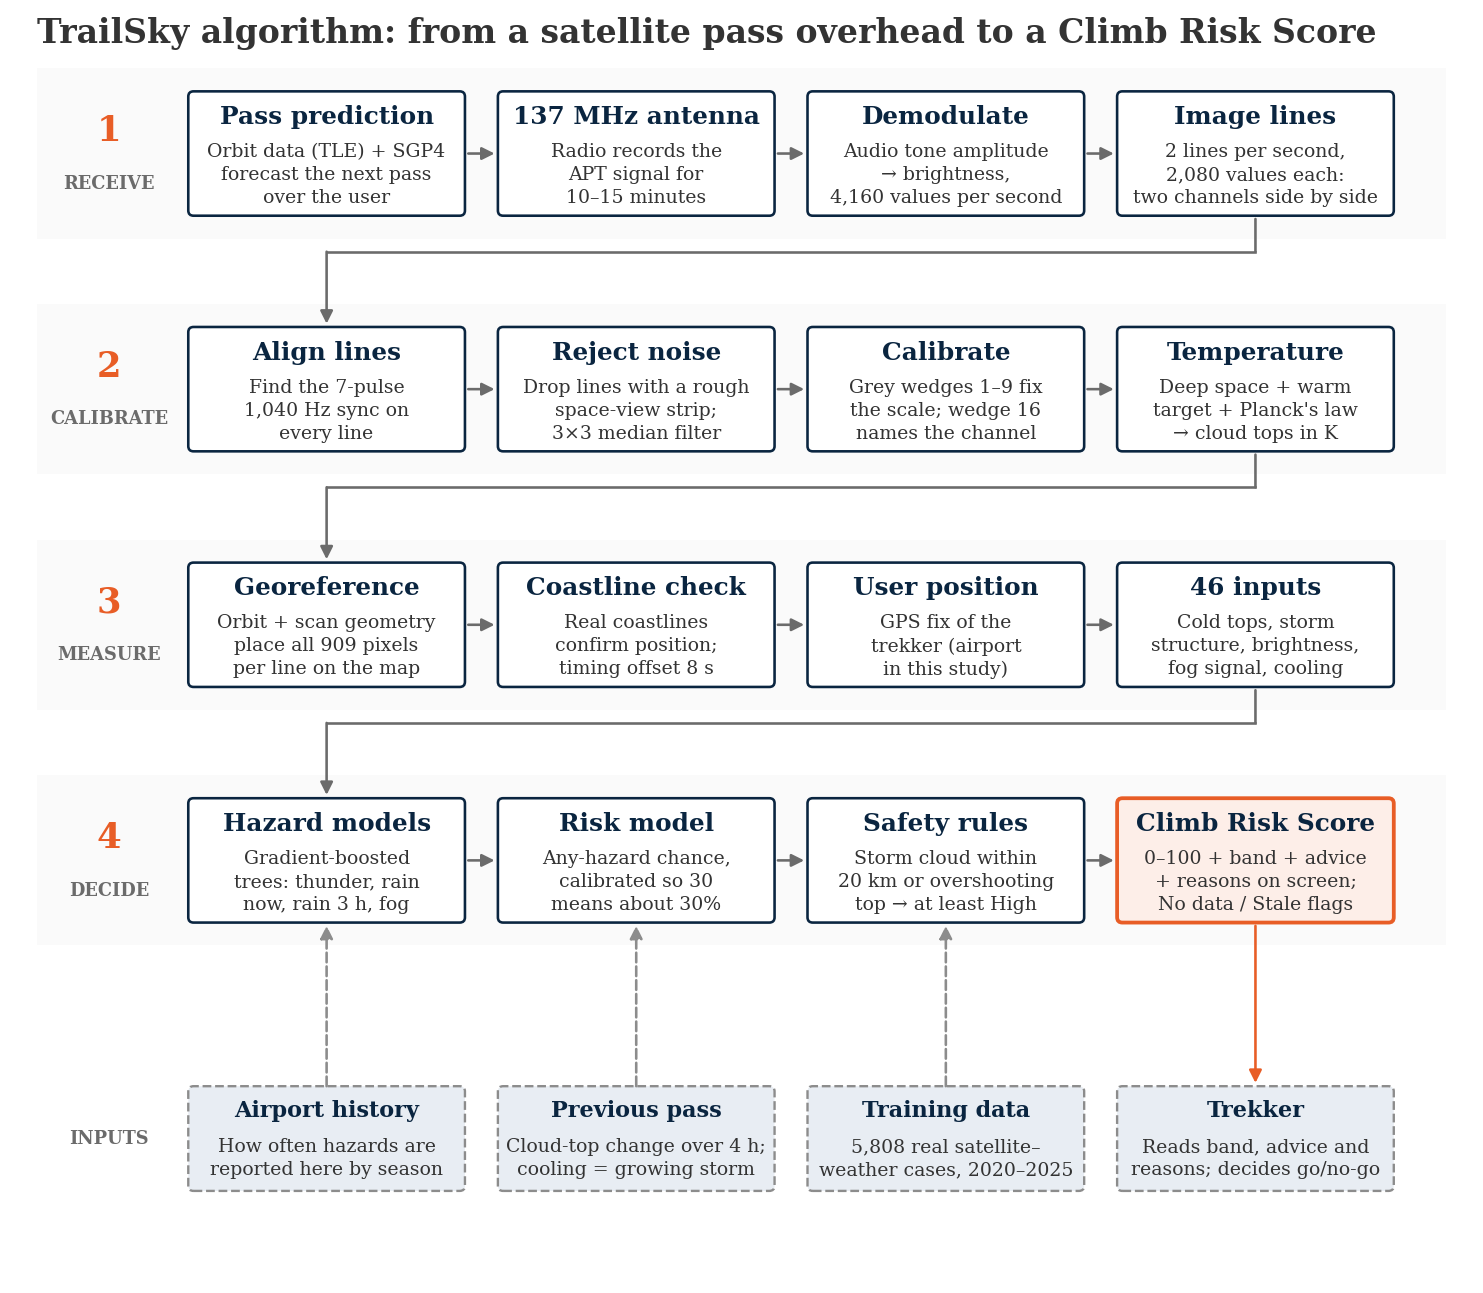 TrailSky algorithm: from a satellite pass overhead to a Climb Risk Score
1
RECEIVE
Pass prediction
Orbit data (TLE) + SGP4
forecast the next pass
over the user
137 MHz antenna
Radio records the
APT signal for
10–15 minutes
Demodulate
Audio tone amplitude
→ brightness,
4,160 values per second
Image lines
2 lines per second,
2,080 values each:
two channels side by side
2
CALIBRATE
Align lines
Find the 7-pulse
1,040 Hz sync on
every line
Reject noise
Drop lines with a rough
space-view strip;
3×3 median filter
Calibrate
Grey wedges 1–9 fix
the scale; wedge 16
names the channel
Temperature
Deep space + warm
target + Planck's law
→ cloud tops in K
3
MEASURE
Georeference
Orbit + scan geometry
place all 909 pixels
per line on the map
Coastline check
Real coastlines
confirm position;
timing offset 8 s
User position
GPS fix of the
trekker (airport
in this study)
46 inputs
Cold tops, storm
structure, brightness,
fog signal, cooling
4
DECIDE
Hazard models
Gradient-boosted
trees: thunder, rain
now, rain 3 h, fog
Risk model
Any-hazard chance,
calibrated so 30
means about 30%
Safety rules
Storm cloud within
20 km or overshooting
top → at least High
Climb Risk Score
0–100 + band + advice
+ reasons on screen;
No data / Stale flags
INPUTS
Airport history
How often hazards are
reported here by season
Previous pass
Cloud-top change over 4 h;
cooling = growing storm
Training data
5,808 real satellite–
weather cases, 2020–2025
Trekker
Reads band, advice and
reasons; decides go/no-go